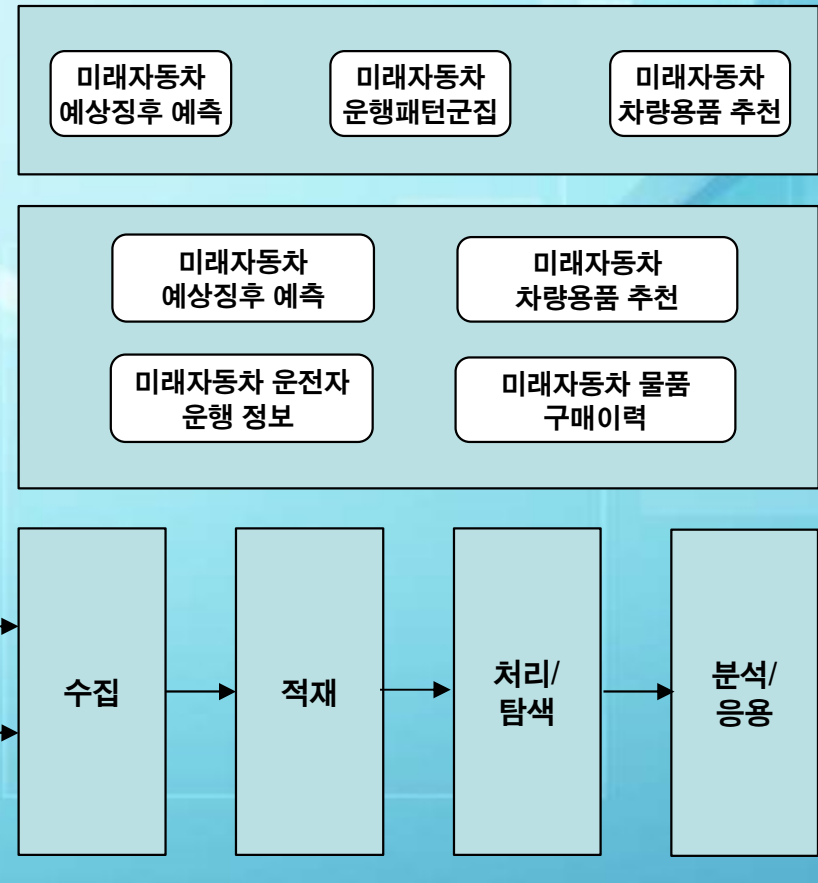 미래자동차
예상징후 예측
미래자동차
운행패턴군집
미래자동차
차량용품 추천
미래자동차
예상징후 예측
미래자동차
차량용품 추천
미래자동차 운전자
운행 정보
미래자동차 물품
구매이력
수집
적재
처리/
탐색
분석/
응용